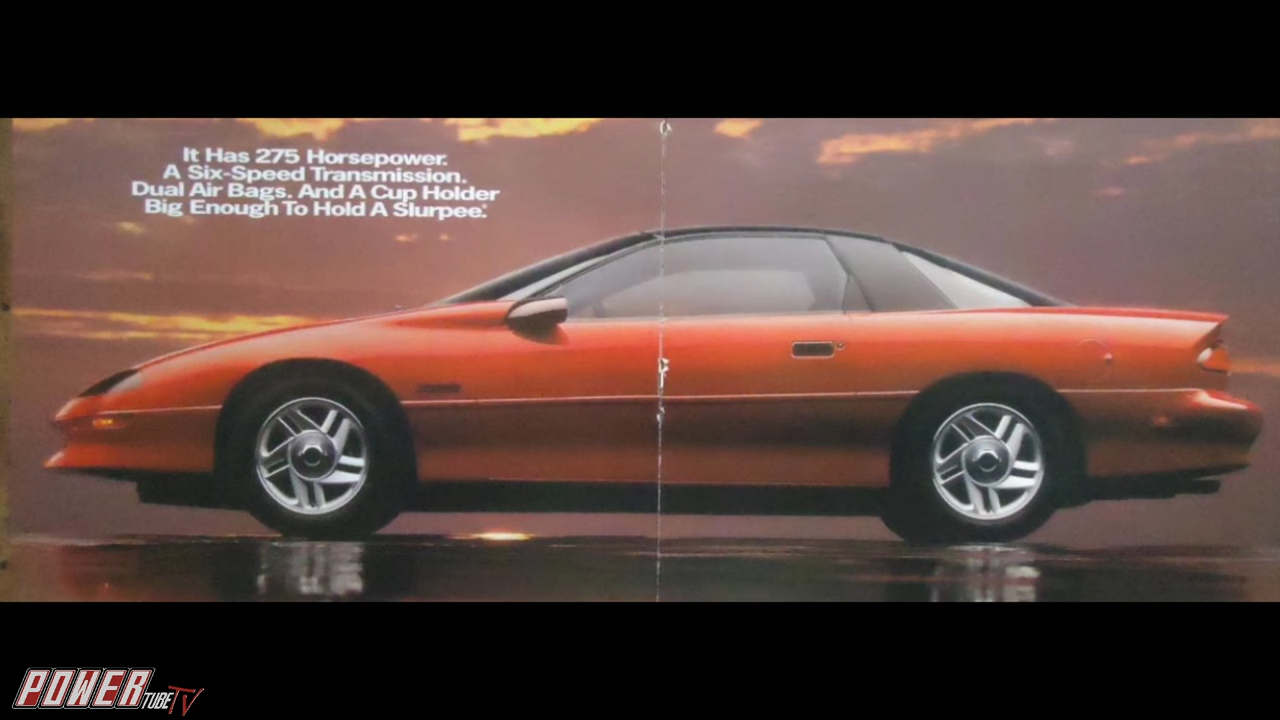 It Has 275 Horsepower.
A Six-Speed Transmission.
Dual Air Bags. And A Cup Holder
Big Enough To Hold A Slurpee.®
POWER TUBE TV